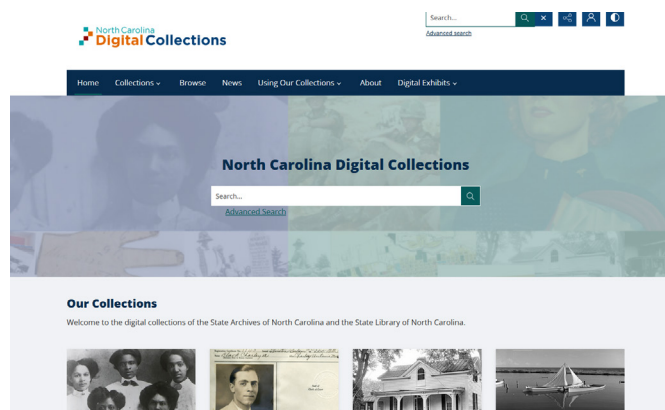 North Carolina
Digital Collections
Search...
Advanced search
Home Collections Browse News Using Our Collections About Digital Exhibits
North Carolina Digital Collections
Search...
Advanced Search
Our Collections
Welcome to the digital collections of the State Archives of North Carolina and the State Library of North Carolina.